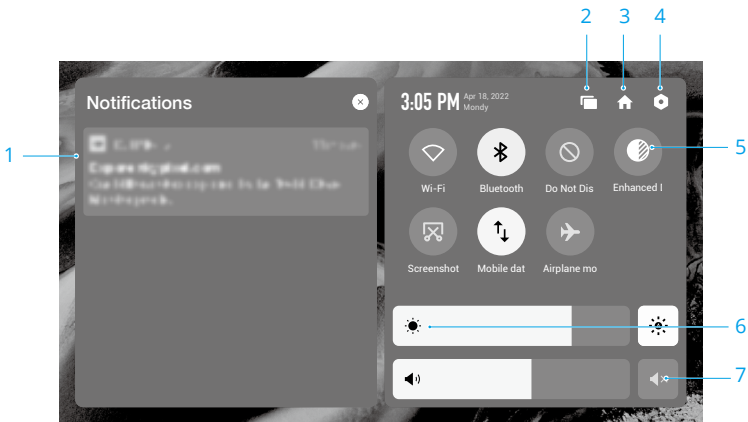 2 3 4
Notifications
3:05 PM
Apr 18, 2022
Mondy
1
5
Wi-Fi
Bluetooth
Do Not Dis
Enhanced I
Screenshot
Mobile dat
Airplane mo
6
7